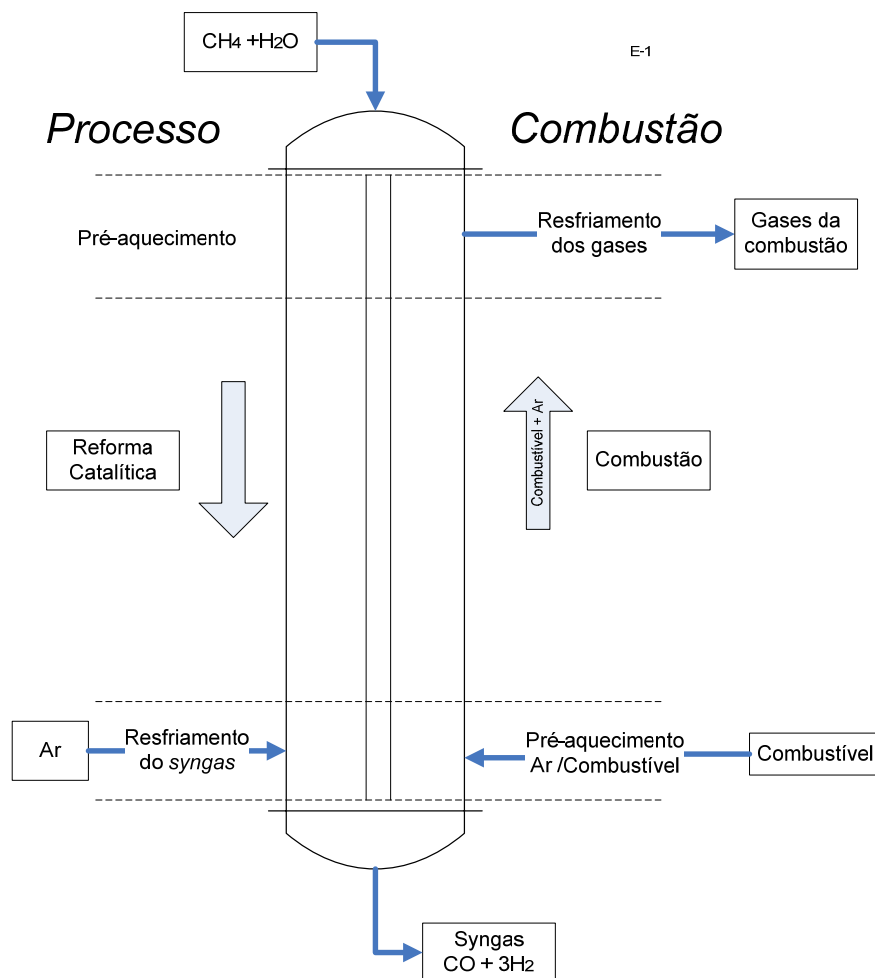 CH4 +H2O
E-1
Processo
Combustão
Pré-aquecimento
Resfriamento
dos gases
Gases da
combustão
Reforma
Catalítica
Combustível + Ar
Combustão
Ar
Resfriamento
do syngas
Pré-aquecimento
Ar /Combustível
Combustível
Syngas
CO + 3H2